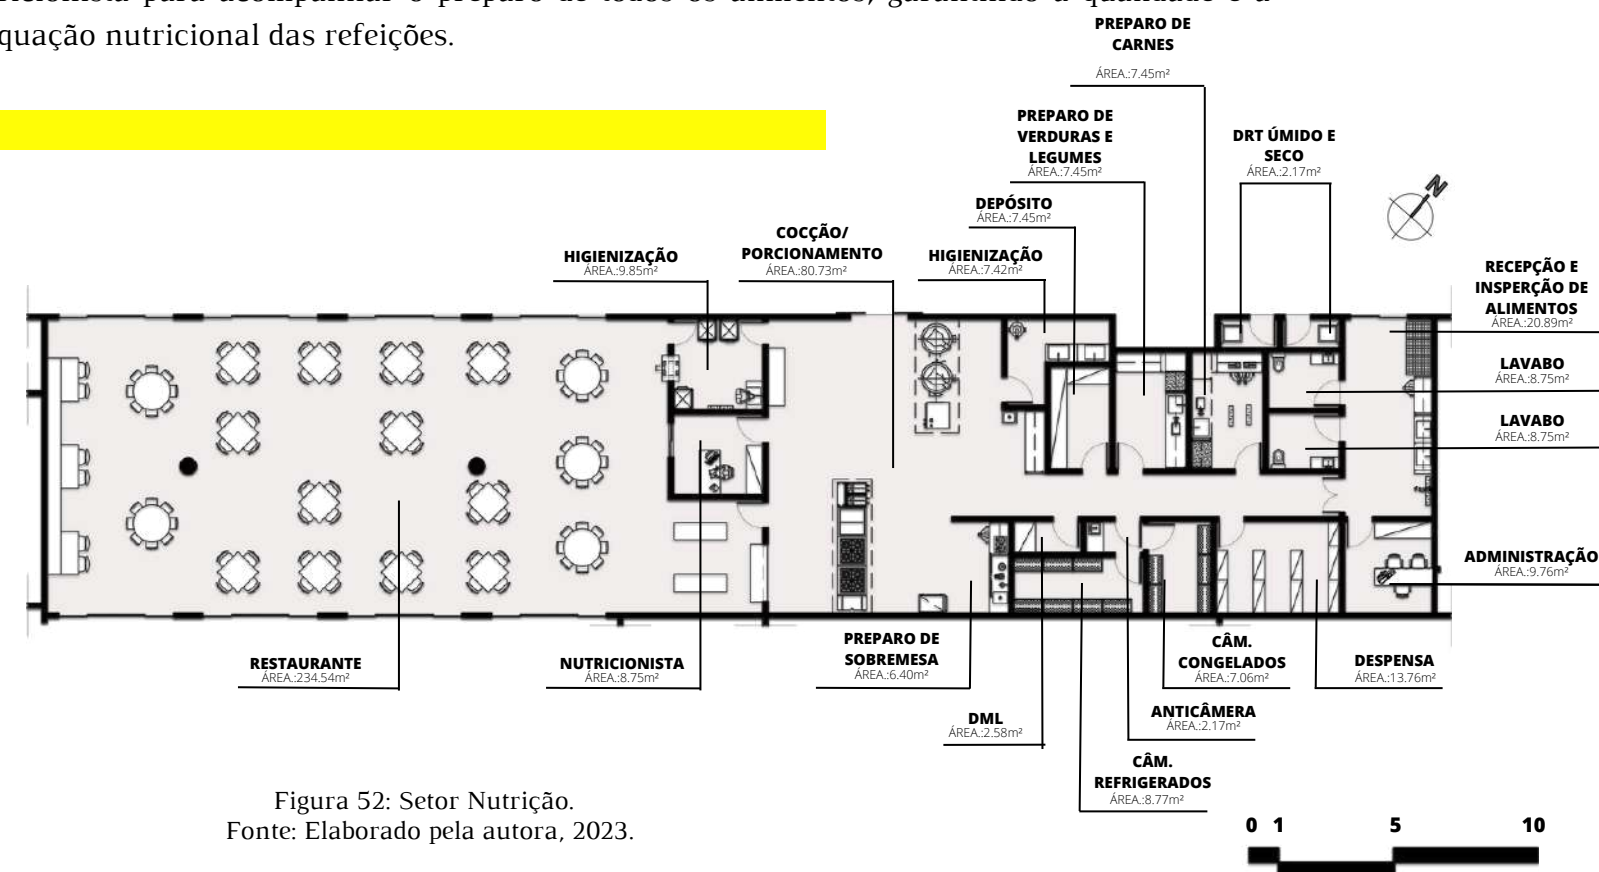 quação nutricional das refeições.
PREPARO DE
CARNES
ÁREA.:7.45m²
PREPARO DE
VERDURAS E
LEGUMES
ÁREA.:7.45m²
DRT ÚMIDO E
SECO
ÁREA.:2.17m²
N
DEPÓSITO
ÁREA.:7.45m²
COCÇÃO/
PORCIONAMENTO
ÁREA.:80.73m²
HIGIENIZAÇÃO
ÁREA.:9.85m²
HIGIENIZAÇÃO
ÁREA.:7.42m²
RECEPÇÃO E
INSPERÇÃO DE
ALIMENTOS
ÁREA.:20.89m²
LAVABO
ÁREA.:8.75m²
LAVABO
ÁREA.:8.75m²
ADMINISTRAÇÃO
ÁREA.:9.76m²
RESTAURANTE
ÁREA.:234.54m²
NUTRICIONISTA
ÁREA.:8.75m²
PREPARO DE
SOBREMESA
ÁREA.:6.40m²
CÂM.
CONGELADOS
ÁREA.:7.06m²
DESPENSA
ÁREA.:13.76m²
DML
ÁREA.:2.58m²
ANTICÂMERA
ÁREA.:2.17m²
CÂM.
REFRIGERADOS
ÁREA.:8.77m²
Figura 52: Setor Nutrição.
Fonte: Elaborado pela autora, 2023.
0 1 5 10